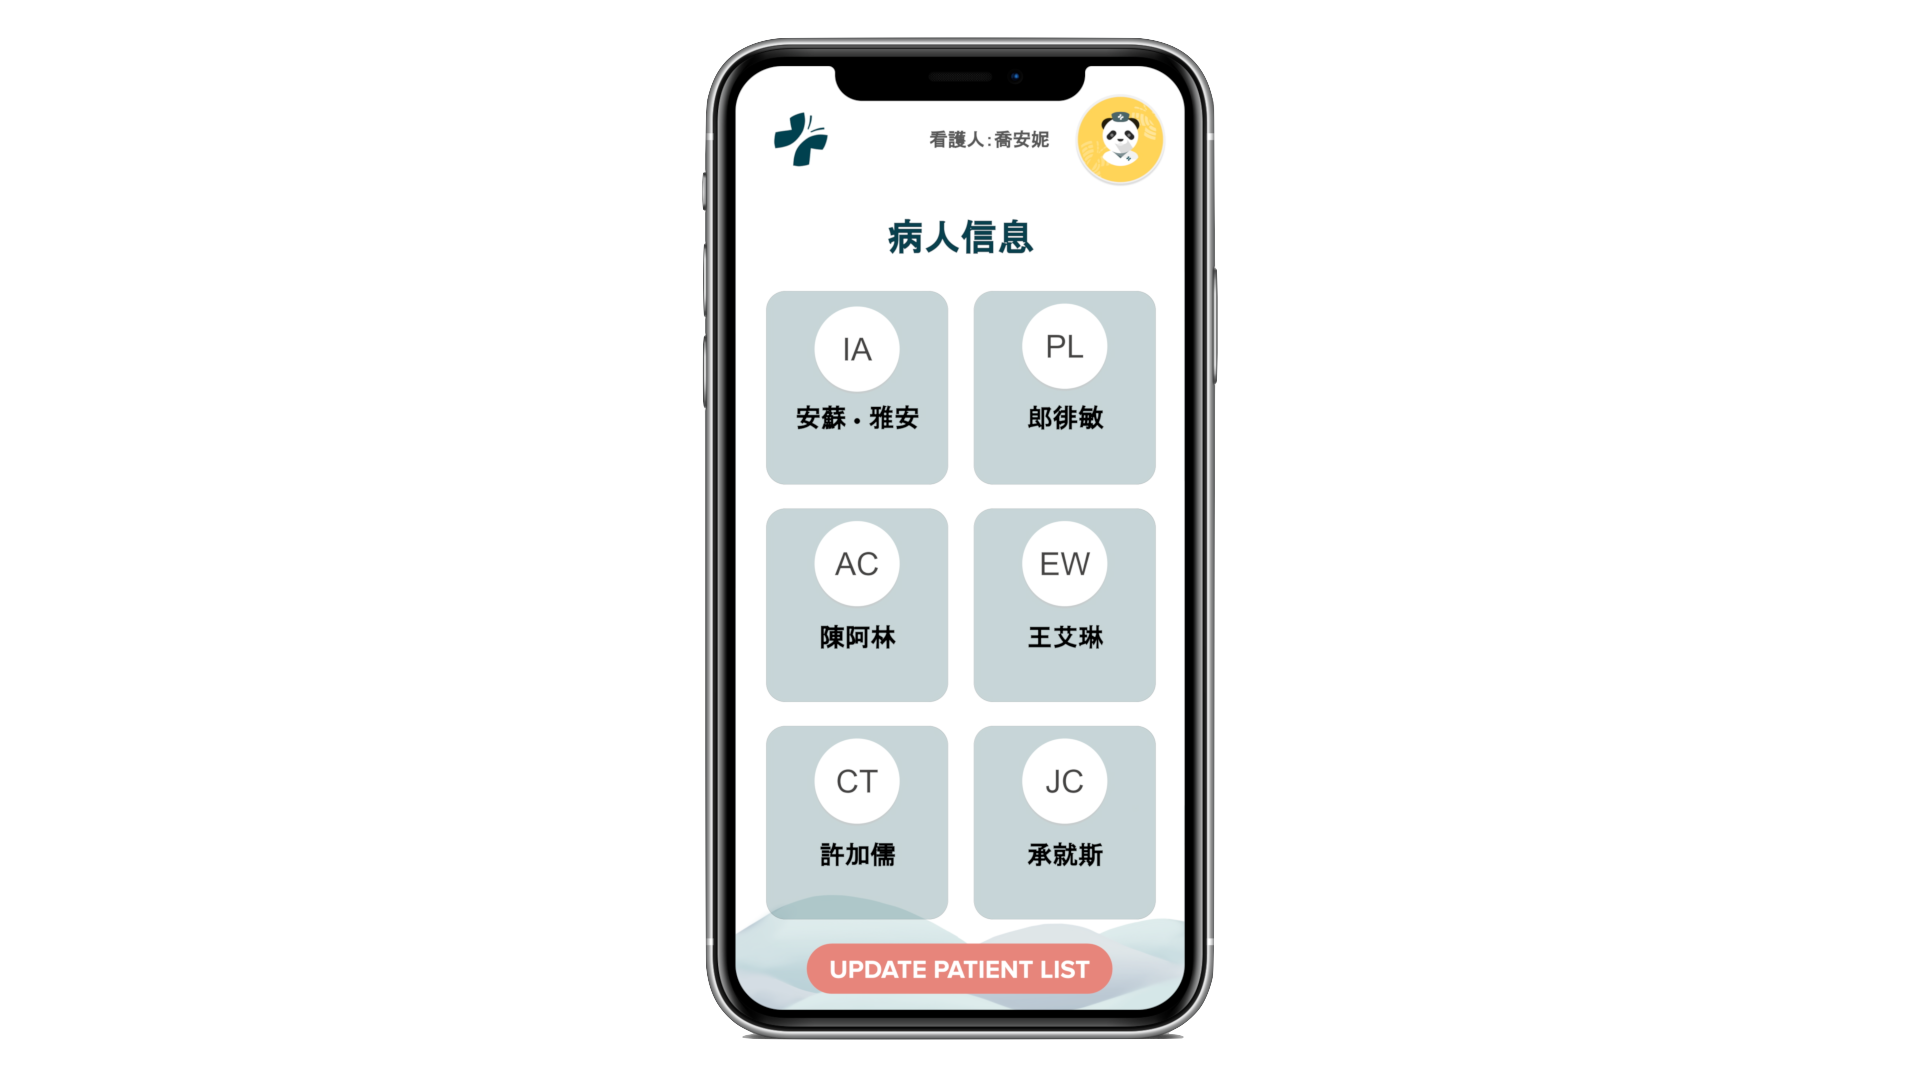 看護人:喬安妮
病人信息
IA
PL
安蘇·雅安
郎徘敏
AC
EW
陳阿林
王艾琳
CT
JC
許加儒
承就斯
UPDATE PATIENT LIST